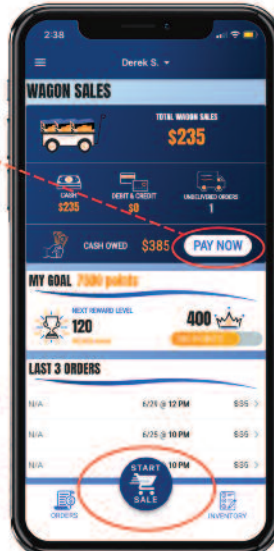 2:38
Derek S.
WAGON SALES
TOTAL WAGON SALES
$235
CASH
$235
DEBIT & CREDIT
$0
UNDELIVERED ORDERS
1
CASH OWED $385 PAY NOW
MY GOAL 7500 points
NEXT REWARD LEVEL
120
400
LAST 3 ORDERS
N/A 6/25 @ 12 PM $35 >
N/A 6/25 @ 10 PM $35 >
N/A 10 PM $35 >
START
SALE
ORDERS
INVENTORY